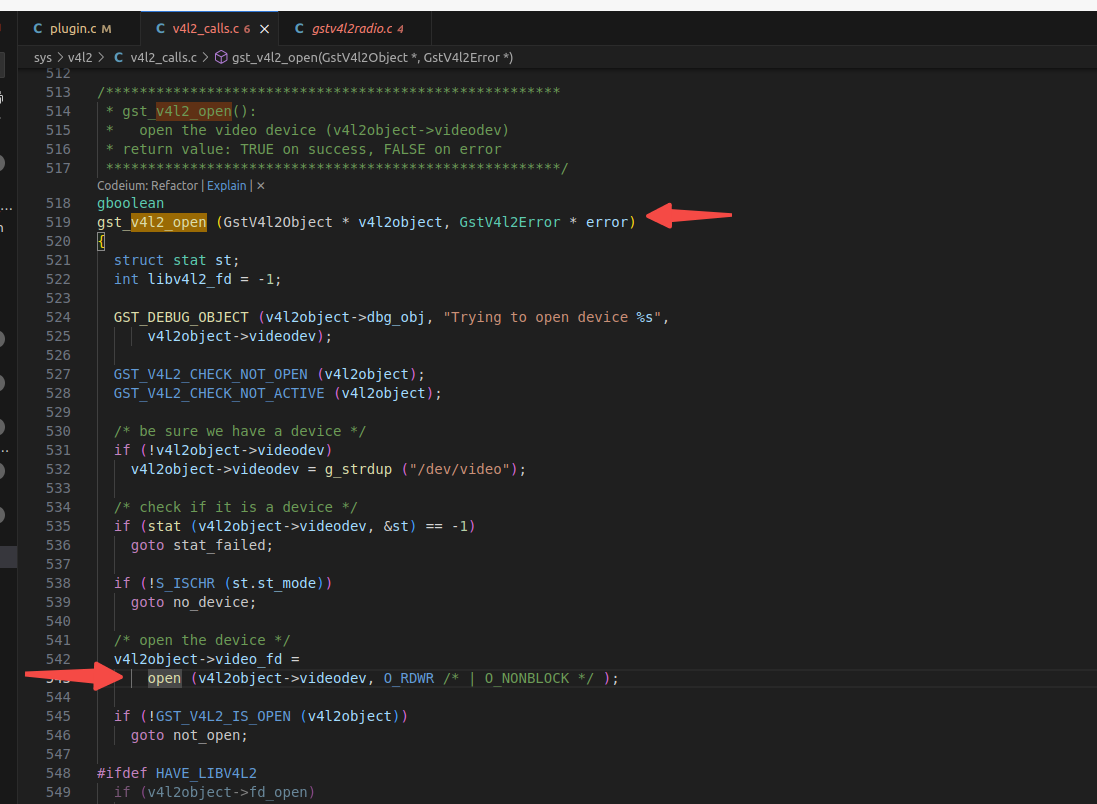 C plugin.c M
C v4l2_calls.c 6 ×
C gstv4l2radio.c 4
sys > v4l2 > C v4l2_calls.c > gst_v4l2_open(GstV4l2Object *, GstV4l2Error *)
512
513 /******************************************************
514 * gst_v4l2_open():
515 *   open the video device (v4l2object->videodev)
516 * return value: TRUE on success, FALSE on error
517 ******************************************************/
Codeium: Refactor | Explain | ×
518 gboolean
519 gst_v4l2_open (GstV4l2Object * v4l2object, GstV4l2Error * error)
520 {
521   struct stat st;
522   int libv4l2_fd = -1;
523
524   GST_DEBUG_OBJECT (v4l2object->dbg_obj, "Trying to open device %s",
525       v4l2object->videodev);
526
527   GST_V4L2_CHECK_NOT_OPEN (v4l2object);
528   GST_V4L2_CHECK_NOT_ACTIVE (v4l2object);
529
530   /* be sure we have a device */
531   if (!v4l2object->videodev)
532     v4l2object->videodev = g_strdup ("/dev/video");
533
534   /* check if it is a device */
535   if (stat (v4l2object->videodev, &st) == -1)
536     goto stat_failed;
537
538   if (!S_ISCHR (st.st_mode))
539     goto no_device;
540
541   /* open the device */
542   v4l2object->video_fd =
open (v4l2object->videodev, O_RDWR /* | O_NONBLOCK */ );
544
545   if (!GST_V4L2_IS_OPEN (v4l2object))
546     goto not_open;
547
548 #ifdef HAVE_LIBV4L2
549   if (v4l2object->fd_open)